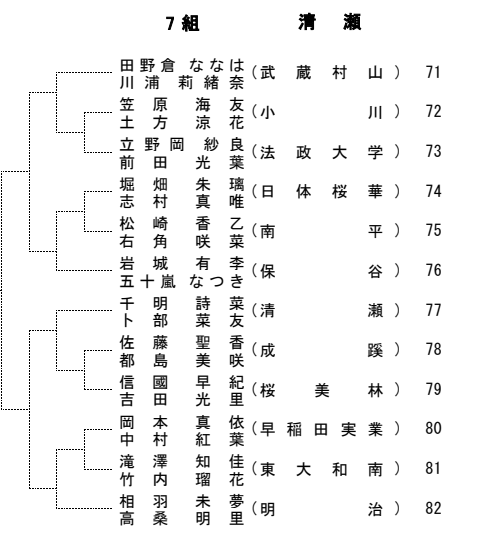 7組 清瀬
田野倉 ななは
川浦 莉緒奈 (武蔵村山) 71
笠原 海友
土方 涼花 (小川) 72
立野岡 紗良
前田 光葉 (法政大学) 73
堀畑 朱璃
志村 真唯 (日体桜華) 74
松崎 香乙
右角 咲菜 (南平) 75
岩城 有李
五十嵐 なつき (保谷) 76
千明 詩菜
卜部 菜友 (清瀬) 77
佐藤 聖香
都島 美咲 (成蹊) 78
信國 早紀
吉田 光里 (桜美林) 79
岡本 真依
中村 紅葉 (早稲田実業) 80
滝澤 知佳
竹内 瑠花 (東大和南) 81
相羽 未夢
高桑 明里 (明治) 82